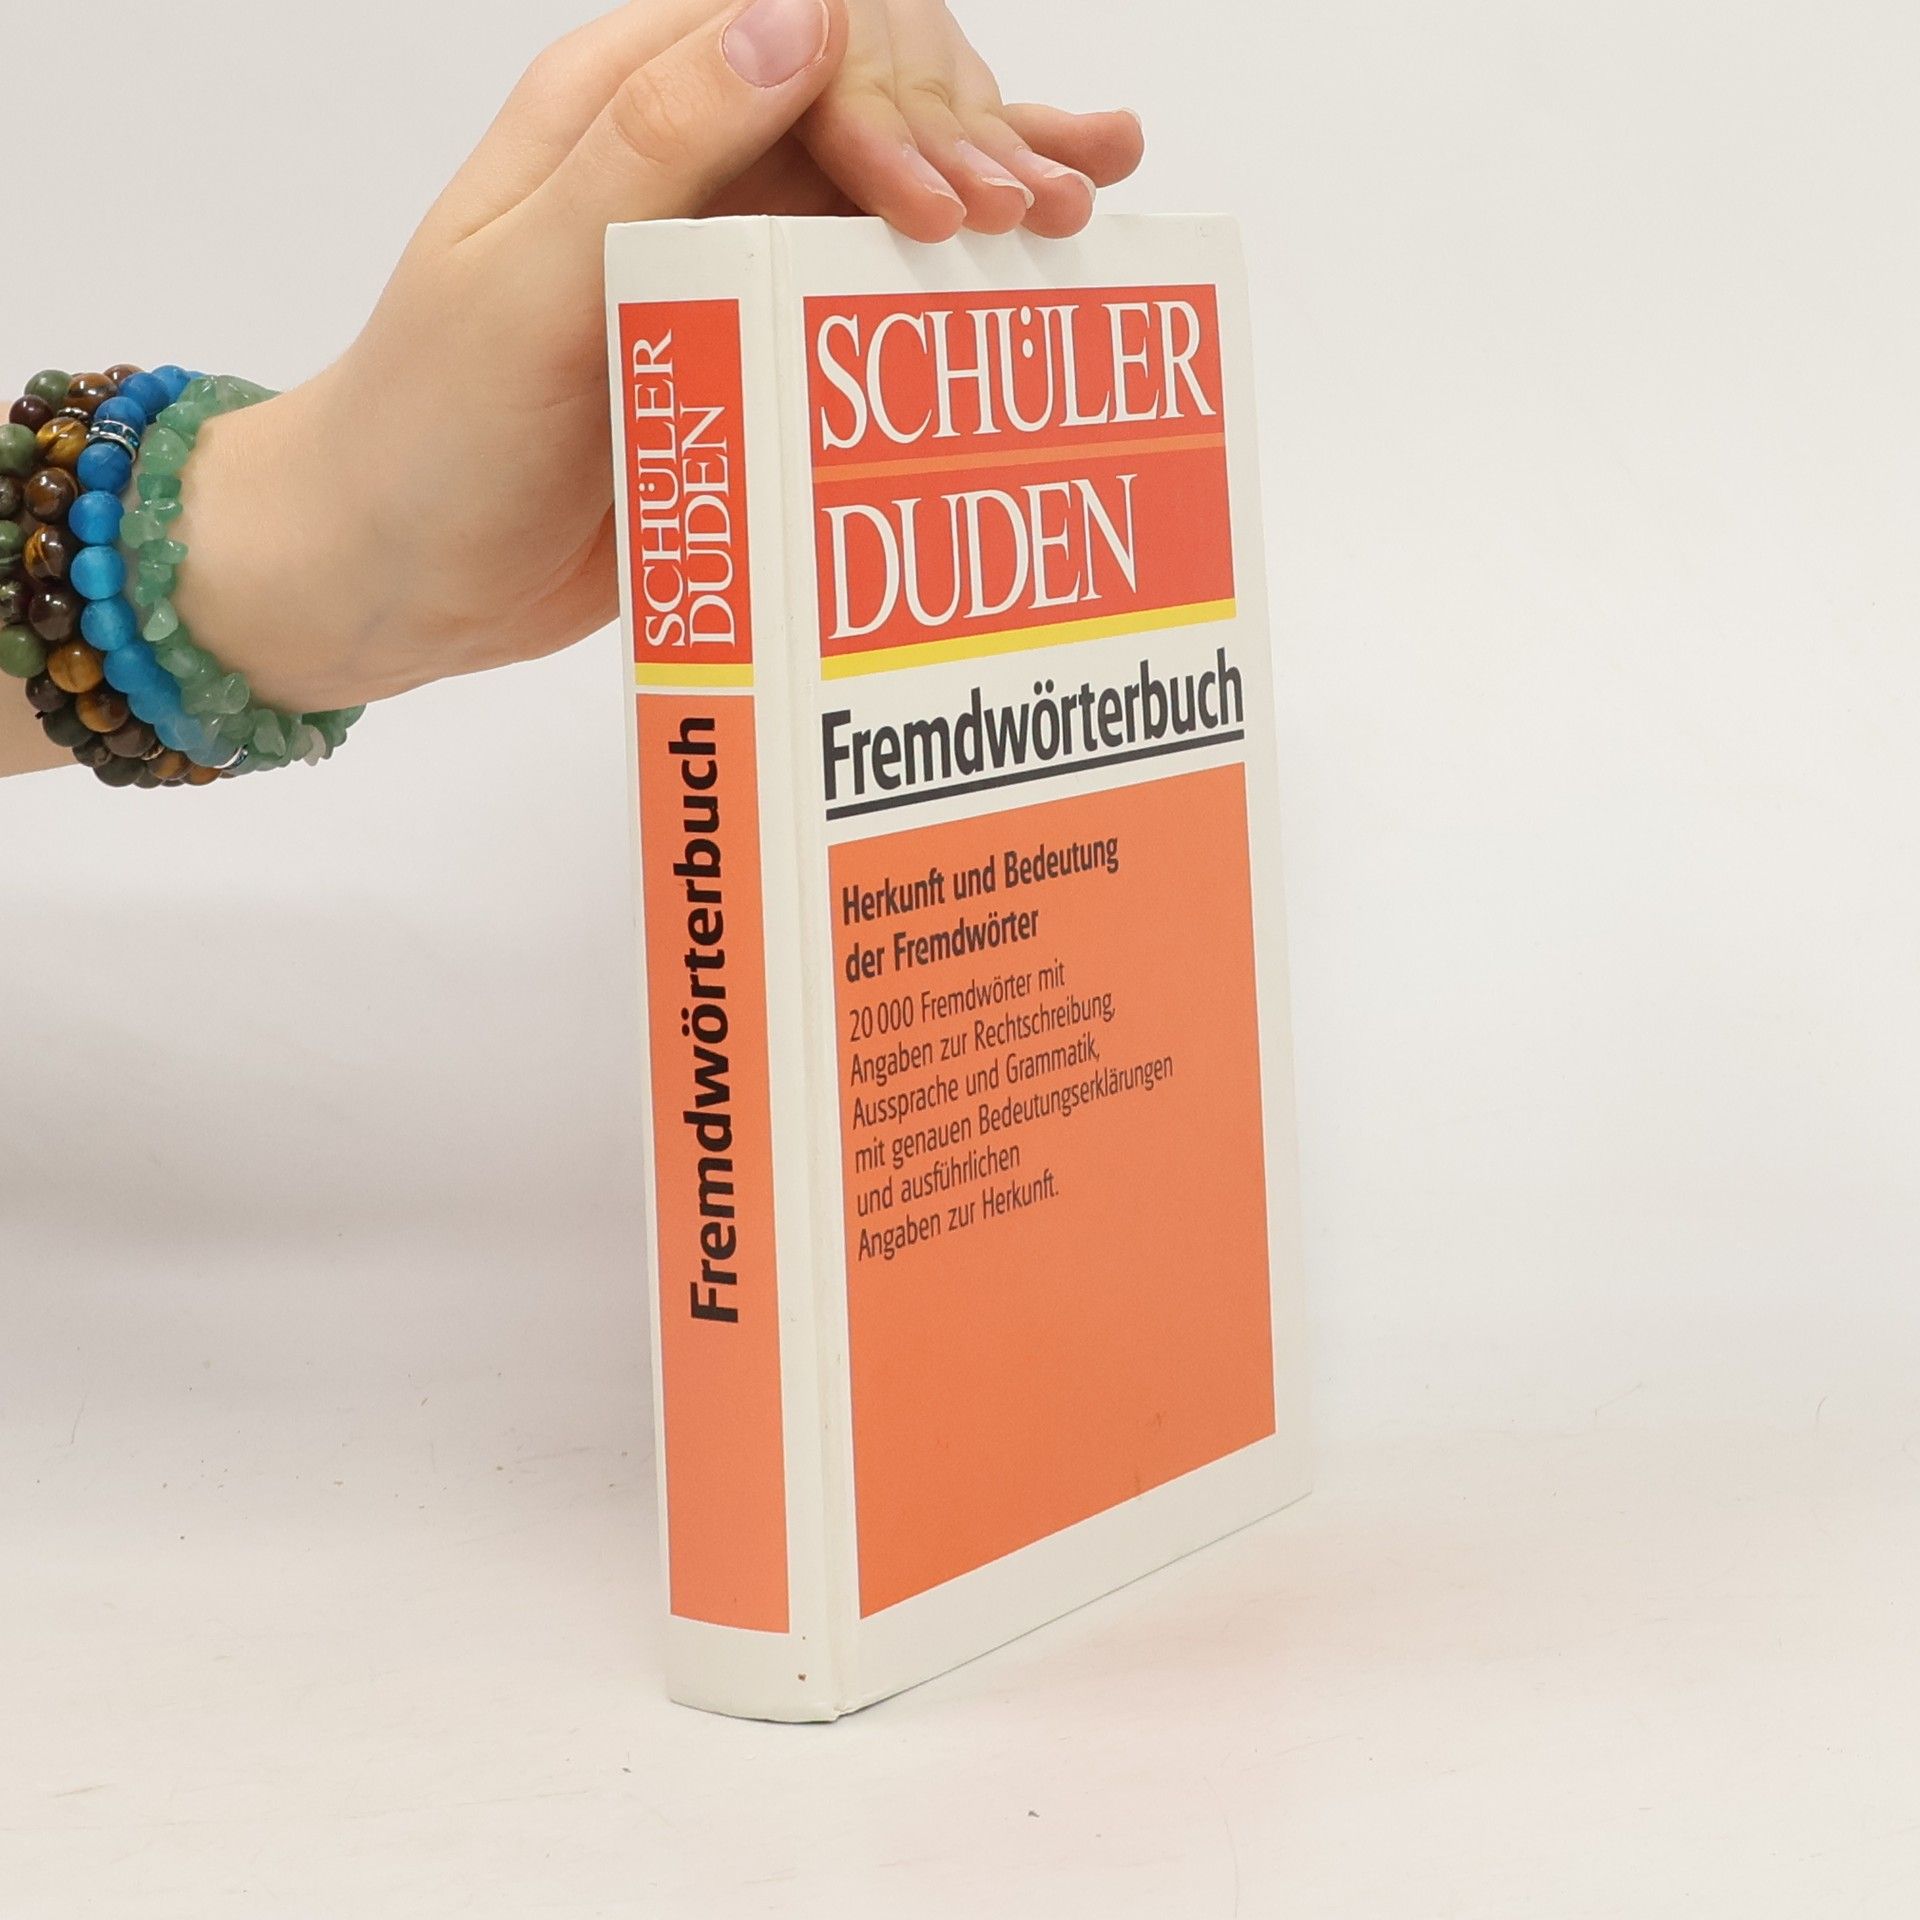 SCHÜLER
DUDEN
Fremdwörterbuch
SCHÜLER
DUDEN
Fremdwörterbuch
Herkunft und Bedeutung
der Fremdwörter
20 000 Fremdwörter mit
Angaben zur Rechtschreibung,
Aussprache und Grammatik,
mit genauen Bedeutungserklärungen
und ausführlichen
Angaben zur Herkunft.